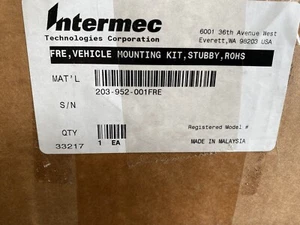 Intermec
Technologies Corporation
6001 36th Avenue West
Everett,WA 98203 USA
FRE,VEHICLE MOUNTING KIT,STUBBY,ROHS
MAT'L
203-952-001FRE
S/N
QTY
Registered Model #
33217
1 EA
MADE IN MALAYSIA